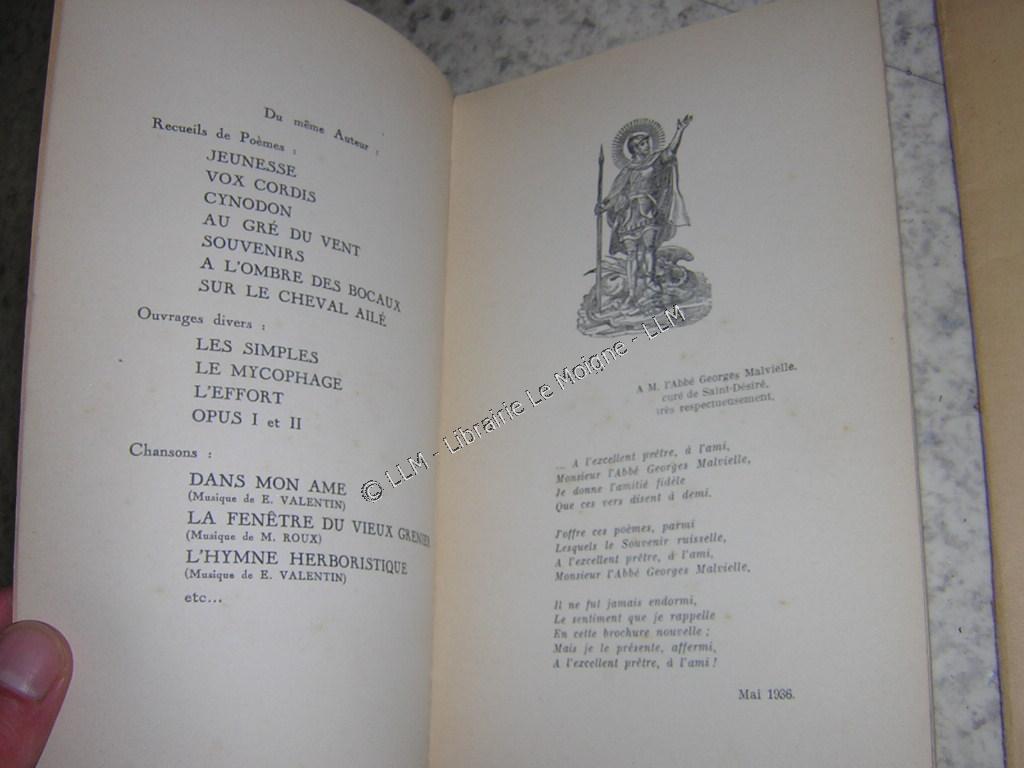 Du même Auteur :
Recueils de Poèmes :
JEUNESSE
VOX CORDIS
CYNODON
AU GRÉ DU VENT
SOUVENIRS
A L'OMBRE DES BOCAUX
SUR LE CHEVAL AILÉ
Ouvrages divers :
LES SIMPLES
LE MYCOPHAGE
L'EFFORT
OPUS I et II
Chansons :
DANS MON AME
(Musique de E. VALENTIN)
LA FENÊTRE DU VIEUX GRENIER
(Musique de M. ROUX)
L'HYMNE HERBORISTIQUE
(Musique de E. VALENTIN)
etc...
A M. l'Abbé Georges Malvielle,
curé de Saint-Désiré,
très respectueusement.
... A l'excellent prêtre, à l'ami,
Monsieur l'Abbé Georges Malvielle,
Je donne l'amitié fidèle
Que ces vers disent à demi.
J'offre ces poèmes, parmi
Lesquels le Souvenir ruisselle,
A l'excellent prêtre, à l'ami,
Monsieur l'Abbé Georges Malvielle,
Il ne fut jamais endormi,
Le sentiment que je rappelle
En cette brochure nouvelle ;
Mais je le présente, affermi,
A l'excellent prêtre, à l'ami !
Mai 1936.
© LLM - Librairie Le Moigne - LLM